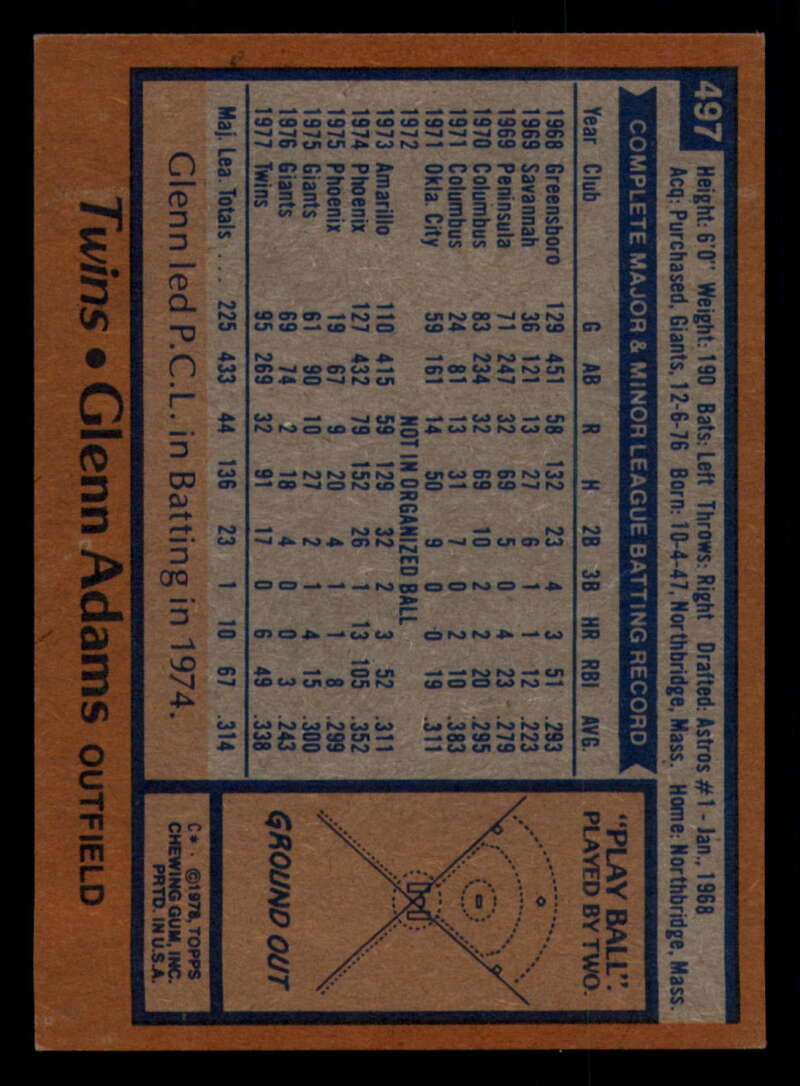 497
Height: 6'0" Weight: 190 Bats: Left Throws: Right Drafted: Astros #1 - Jan., 1968
Acq: Purchased, Giants, 12-6-76 Born: 10-4-47, Northbridge, Mass. Home: Northbridge, Mass.
COMPLETE MAJOR & MINOR LEAGUE BATTING RECORD
Year Club G AB R H 2B 3B HR RBI AVG.
1968 Greensboro 129 451 58 132 23 4 3 51 .293
1969 Savannah 36 121 13 27 6 1 1 12 .223
1969 Peninsula 71 247 32 69 5 0 4 23 .279
1970 Columbus 83 234 32 69 10 2 2 20 .295
1971 Columbus 24 81 13 31 7 0 2 10 .383
1971 Okla. City 59 161 14 50 9 0 0 19 .311
1972 NOT IN ORGANIZED BALL
1973 Amarillo 110 415 59 129 32 2 3 52 .311
1974 Phoenix 127 432 79 152 26 1 13 105 .352
1975 Phoenix 19 67 9 20 4 1 1 8 .299
1975 Giants 61 90 10 27 2 1 4 15 .300
1976 Giants 69 74 2 18 4 0 0 3 .243
1977 Twins 95 269 32 91 17 0 6 49 .338
Maj. Lea. Totals .... 225 433 44 136 23 1 10 67 .314
Glenn led P.C.L. in Batting in 1974.
"PLAY BALL".
PLAYED BY TWO.
GROUND OUT
C*. ©1978, TOPPS
CHEWING GUM, INC.
PRTD. IN U.S.A.
Twins • Glenn Adams OUTFIELD